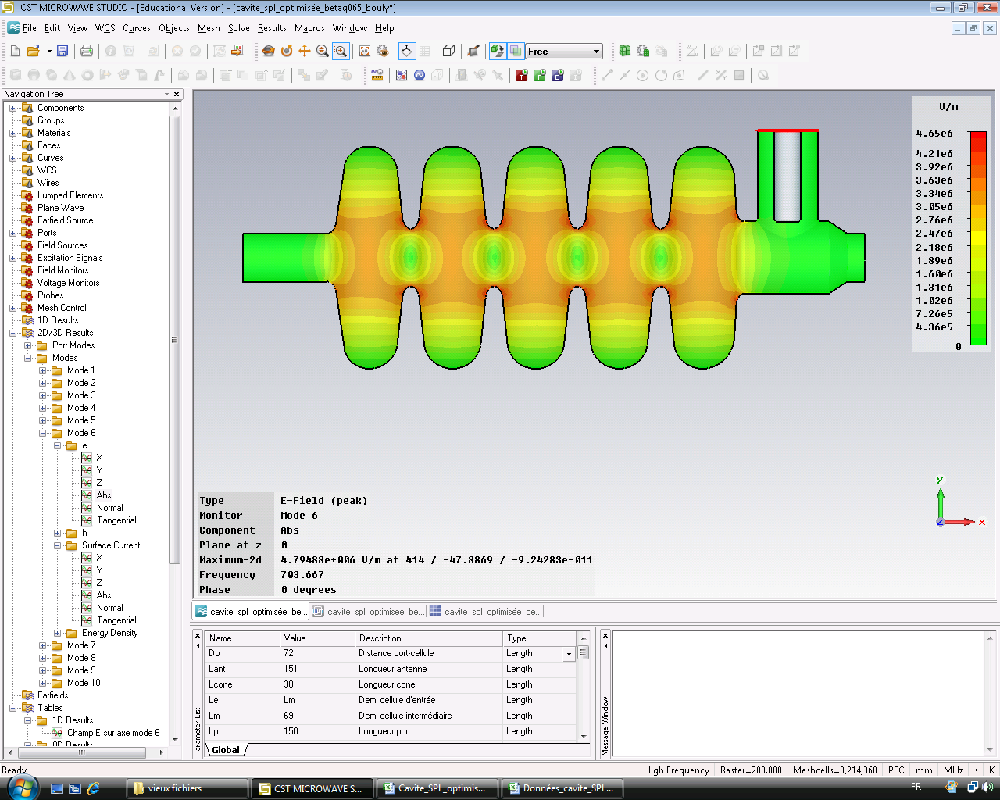 CST MICROWAVE STUDIO - [Educational Version] - [cavite_spl_optimisée_betag065_bouly*]
File Edit View WCS Curves Objects Mesh Solve Results Macros Window Help
Free
Navigation Tree
Components
Groups
Materials
Faces
Curves
WCS
Wires
Lumped Elements
Plane Wave
Farfield Source
Ports
Field Sources
Excitation Signals
Field Monitors
Voltage Monitors
Probes
Mesh Control
1D Results
2D/3D Results
Port Modes
Modes
Mode 1
Mode 2
Mode 3
Mode 4
Mode 5
Mode 6
e
X
Y
Z
Abs
Normal
Tangential
h
Surface Current
X
Y
Z
Abs
Normal
Tangential
Energy Density
Mode 7
Mode 8
Mode 9
Mode 10
Farfields
Tables
1D Results
Champ E sur axe mode 6
0D Results
V/m
4.65e6
4.21e6
3.92e6
3.63e6
3.34e6
3.05e6
2.76e6
2.47e6
2.18e6
1.89e6
1.60e6
1.31e6
1.02e6
7.26e5
4.36e5
0
y
x
z
Type E-Field (peak)
Monitor Mode 6
Component Abs
Plane at z 0
Maximum-2d 4.79488e+006 V/m at 414 / -47.8869 / -9.24283e-011
Frequency 703.667
Phase 0 degrees
cavite_spl_optimisée_be... cavite_spl_optimisée_be... cavite_spl_optimisée_be...
Parameter List
Name Value Description Type
Dp 72 Distance port-cellule Length
Lant 151 Longueur antenne Length
Lcone 30 Longueur cone Length
Le Lm Demi cellule d'entrée Length
Lm 69 Demi cellule intermédiaire Length
Lp 150 Longueur port Length
Global
Message Window
Ready High Frequency Raster=200.000 Meshcells=3,214,360 PEC mm MHz s K
vieux fichiers CST MICROWAVE S... Cavite_SPL_optimis... Données_cavite_SPL... FR 11:06